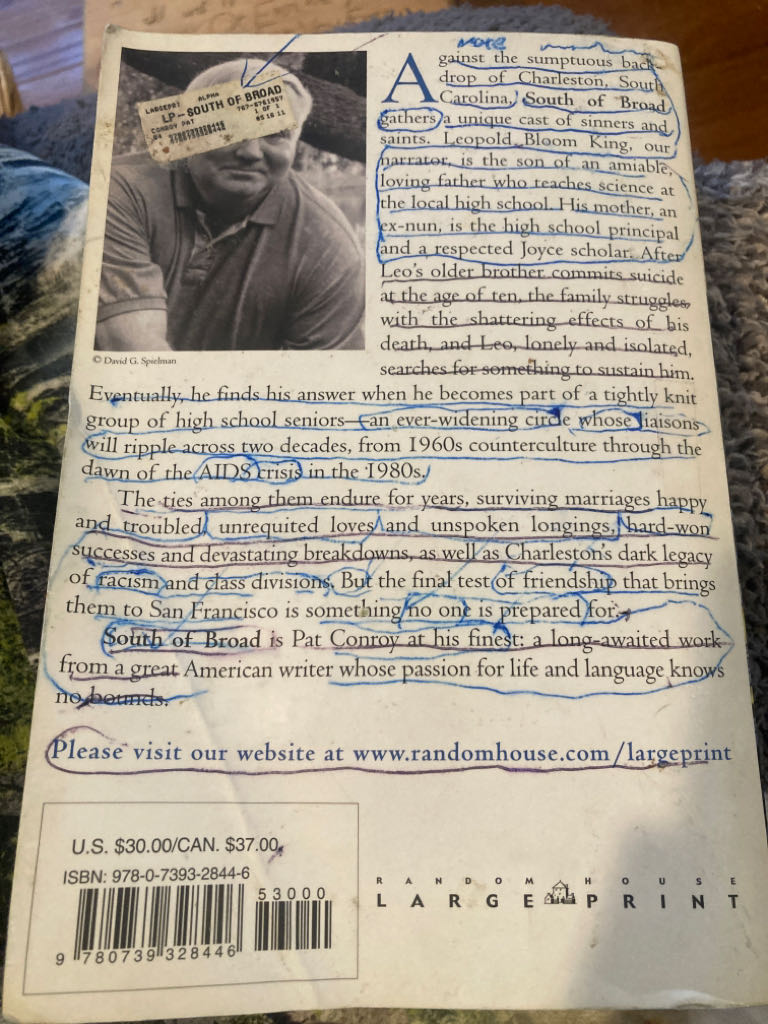 more
LARGEPRI ALPHA
LP - SOUTH OF BROAD
CONROY PAT
1 OF 1
05 18 11
Against the sumptuous back-
drop of Charleston, South
Carolina, South of Broad
gathers a unique cast of sinners and
saints. Leopold Bloom King, our
narrator, is the son of an amiable,
loving father who teaches science at
the local high school. His mother, an
ex-nun, is the high school principal
and a respected Joyce scholar. After
Leo's older brother commits suicide
at the age of ten, the family struggles
with the shattering effects of his
death, and Leo, lonely and isolated,
searches for something to sustain him.
© David G. Spielman
Eventually, he finds his answer when he becomes part of a tightly knit
group of high school seniors—an ever-widening circle whose liaisons
will ripple across two decades, from 1960s counterculture through the
dawn of the AIDS crisis in the 1980s.
The ties among them endure for years, surviving marriages happy
and troubled, unrequited loves and unspoken longings, hard-won
successes and devastating breakdowns, as well as Charleston's dark legacy
of racism and class divisions. But the final test of friendship that brings
them to San Francisco is something no one is prepared for.
South of Broad is Pat Conroy at his finest: a long-awaited work
from a great American writer whose passion for life and language knows
no bounds.
Please visit our website at www.randomhouse.com/largeprint
U.S. $30.00/CAN. $37.00
ISBN: 978-0-7393-2844-6
53000
9 780739 328446
RANDOM HOUSE
LARGE PRINT